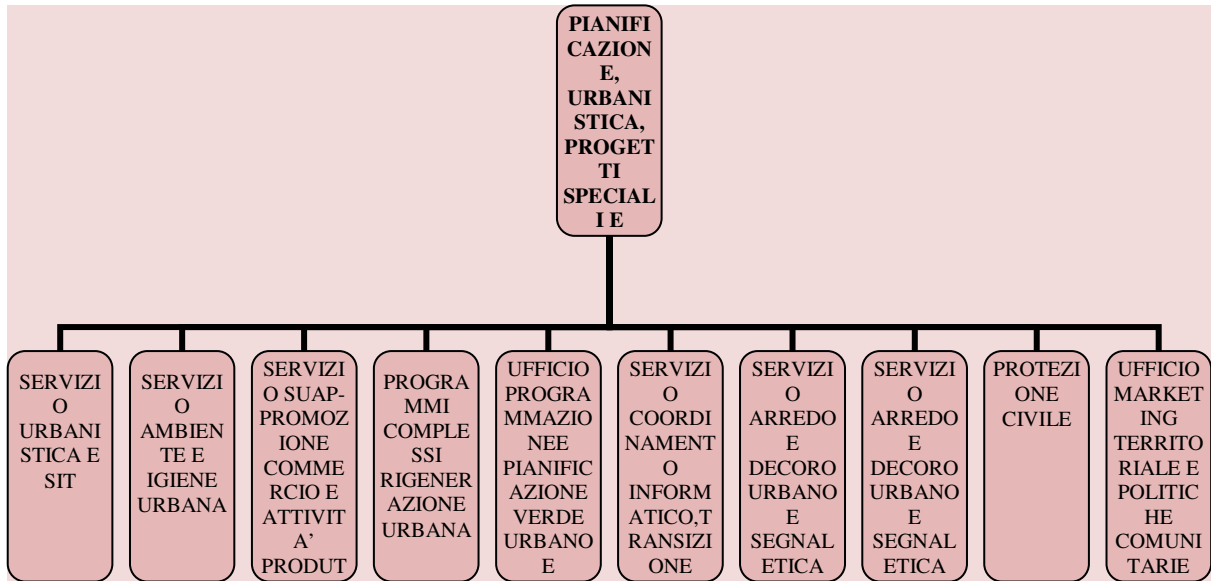 PIANIFI
CAZION
E,
URBANI
STICA,
PROGET
TI
SPECIAL
I E
SERVIZI
O
URBANI
STICA E
SIT
SERVIZI
O
AMBIEN
TE E
IGIENE
URBANA
SERVIZI
O SUAP-
PROMOZ
IONE
COMME
RCIO E
ATTIVIT
A’
PRODUT
PROGRA
MMI
COMPLE
SSI
RIGENER
AZIONE
URBANA
UFFICIO
PROGRA
MMAZIO
NEE
PIANIFIC
AZIONE
VERDE
URBANO
E
SERVIZI
O
COORDI
NAMENT
O
INFORM
ATICO,T
RANSIZI
ONE
SERVIZI
O
ARREDO
E
DECORO
URBANO
E
SEGNAL
ETICA
SERVIZI
O
ARREDO
E
DECORO
URBANO
E
SEGNAL
ETICA
PROTEZI
ONE
CIVILE
UFFICIO
MARKET
ING
TERRITO
RIALE E
POLITIC
HE
COMUNI
TARIE